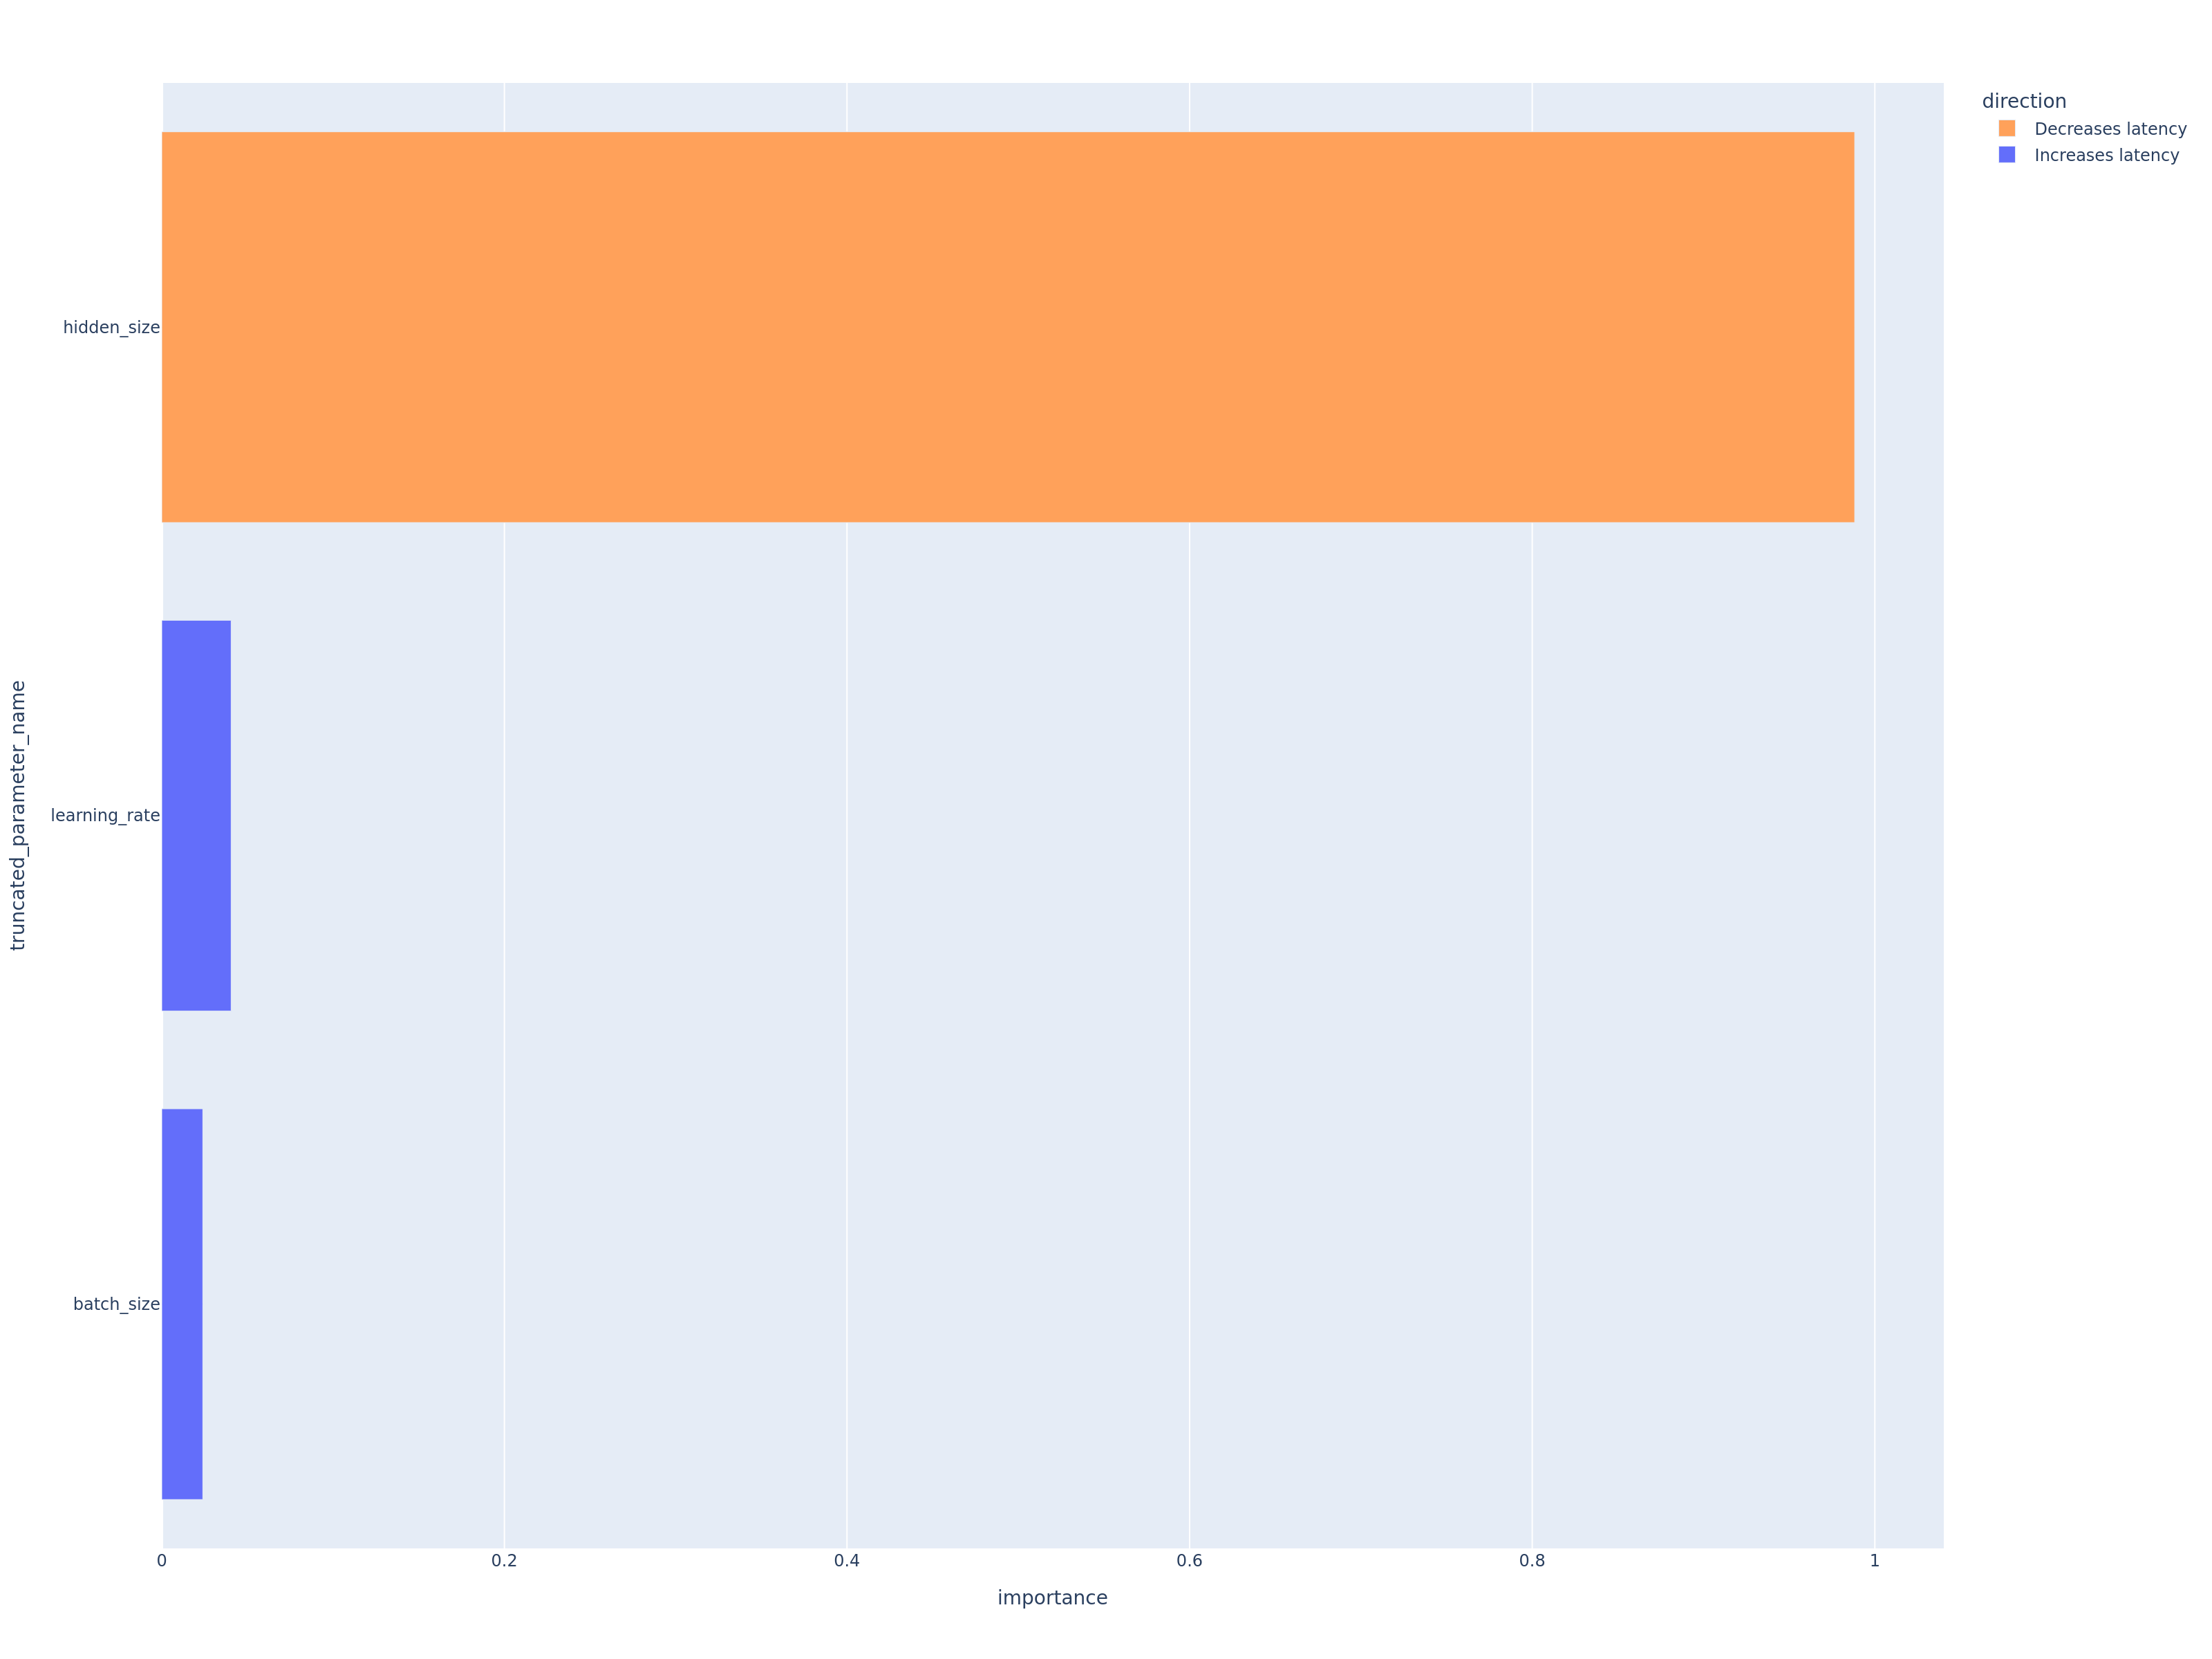 direction
Decreases latency
Increases latency
truncated_parameter_name
hidden_size
learning_rate
batch_size
0 0.2 0.4 0.6 0.8 1
importance